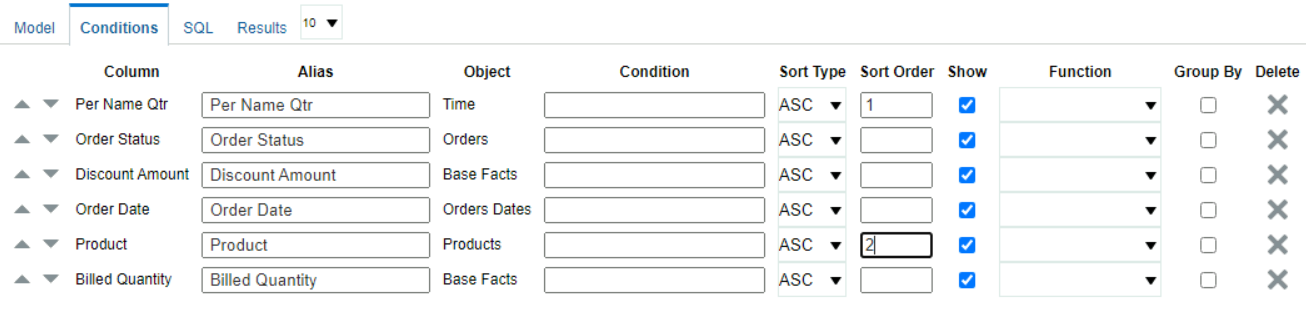 Model Conditions SQL Results 10
Column Alias Object Condition Sort Type Sort Order Show Function Group By Delete
Per Name Qtr Per Name Qtr Time ASC 1
Order Status Order Status Orders ASC
Discount Amount Discount Amount Base Facts ASC
Order Date Order Date Orders Dates ASC
Product Product Products ASC 2
Billed Quantity Billed Quantity Base Facts ASC